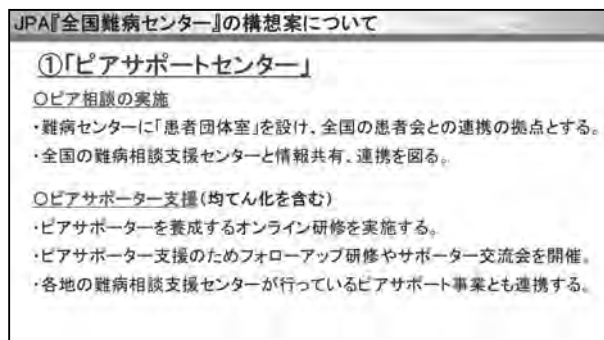 JPA『全国難病センター』の構想案について
①「ピアサポートセンター」
○ピア相談の実施
・難病センターに「患者団体室」を設け、全国の患者会との連携の拠点とする。
・全国の難病相談支援センターと情報共有、連携を図る。
○ピアサポーター支援(均てん化を含む)
・ピアサポーターを養成するオンライン研修を実施する。
・ピアサポーター支援のためフォローアップ研修やサポーター交流会を開催。
・各地の難病相談支援センターが行っているピアサポート事業とも連携する。